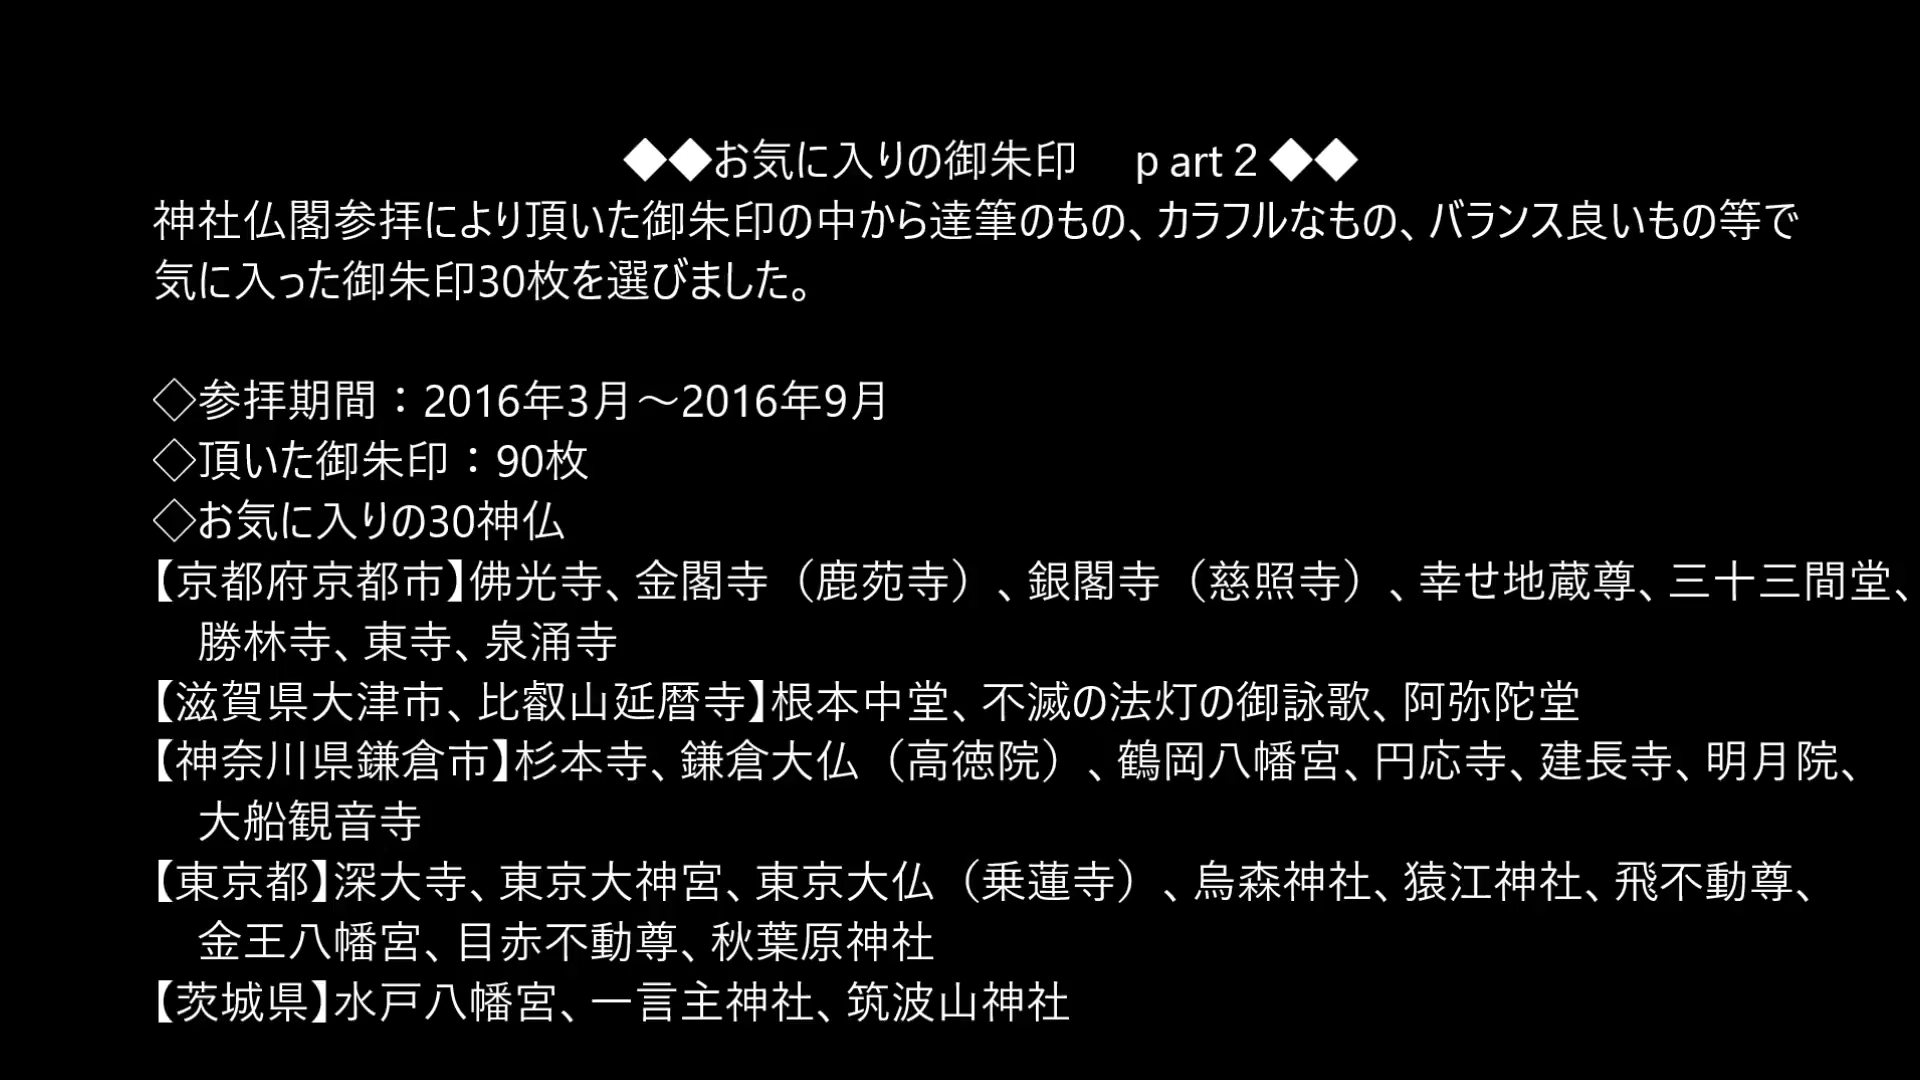 ◆◆お気に入りの御朱印　part２◆◆
神社仏閣参拝により頂いた御朱印の中から達筆のもの、カラフルなもの、バランス良いもの等で
気に入った御朱印30枚を選びました。
◇参拝期間：2016年3月～2016年9月
◇頂いた御朱印：90枚
◇お気に入りの30神仏
【京都府京都市】佛光寺、金閣寺（鹿苑寺）、銀閣寺（慈照寺）、幸せ地蔵尊、三十三間堂、
勝林寺、東寺、泉涌寺
【滋賀県大津市、比叡山延暦寺】根本中堂、不滅の法灯の御詠歌、阿弥陀堂
【神奈川県鎌倉市】杉本寺、鎌倉大仏（高徳院）、鶴岡八幡宮、円応寺、建長寺、明月院、
大船観音寺
【東京都】深大寺、東京大神宮、東京大仏（乗蓮寺）、烏森神社、猿江神社、飛不動尊、
金王八幡宮、目赤不動尊、秋葉原神社
【茨城県】水戸八幡宮、一言主神社、筑波山神社